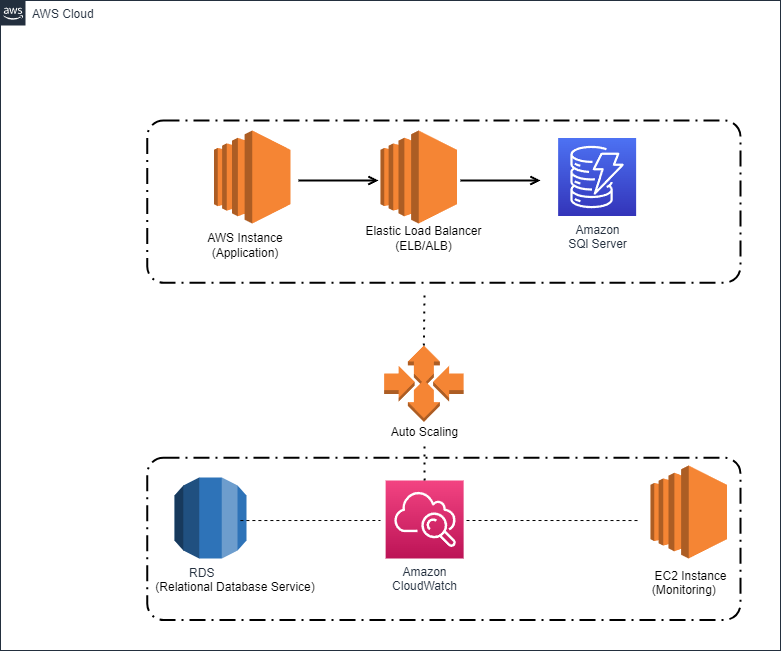 aws
AWS Cloud
AWS Instance
(Application)
Elastic Load Balancer
(ELB/ALB)
Amazon
SQl Server
Auto Scaling
RDS
(Relational Database Service)
Amazon
CloudWatch
EC2 Instance
(Monitoring)